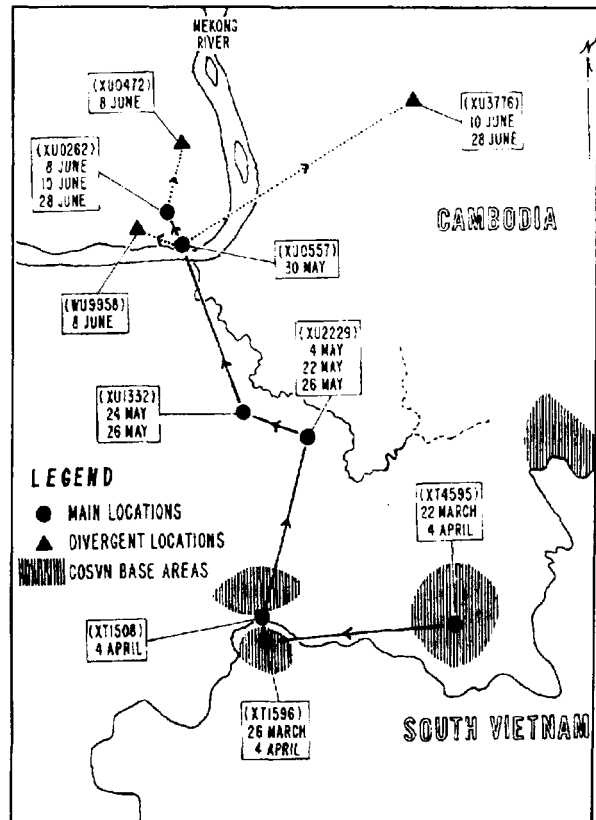 MEKONG
RIVER
N
(XU0472)
8 JUNE
(XU3776)
10 JUNE
28 JUNE
(XU0262)
8 JUNE
10 JUNE
28 JUNE
CAMBODIA
(XU0557)
30 MAY
(WU9958)
8 JUNE
(XU2229)
4 MAY
22 MAY
26 MAY
(XU1332)
24 MAY
26 MAY
LEGEND
MAIN LOCATIONS
DIVERGENT LOCATIONS
COSVN BASE AREAS
(XT4595)
22 MARCH
4 APRIL
(XT1508)
4 APRIL
(XT1596)
26 MARCH
4 APRIL
SOUTH VIETNAM